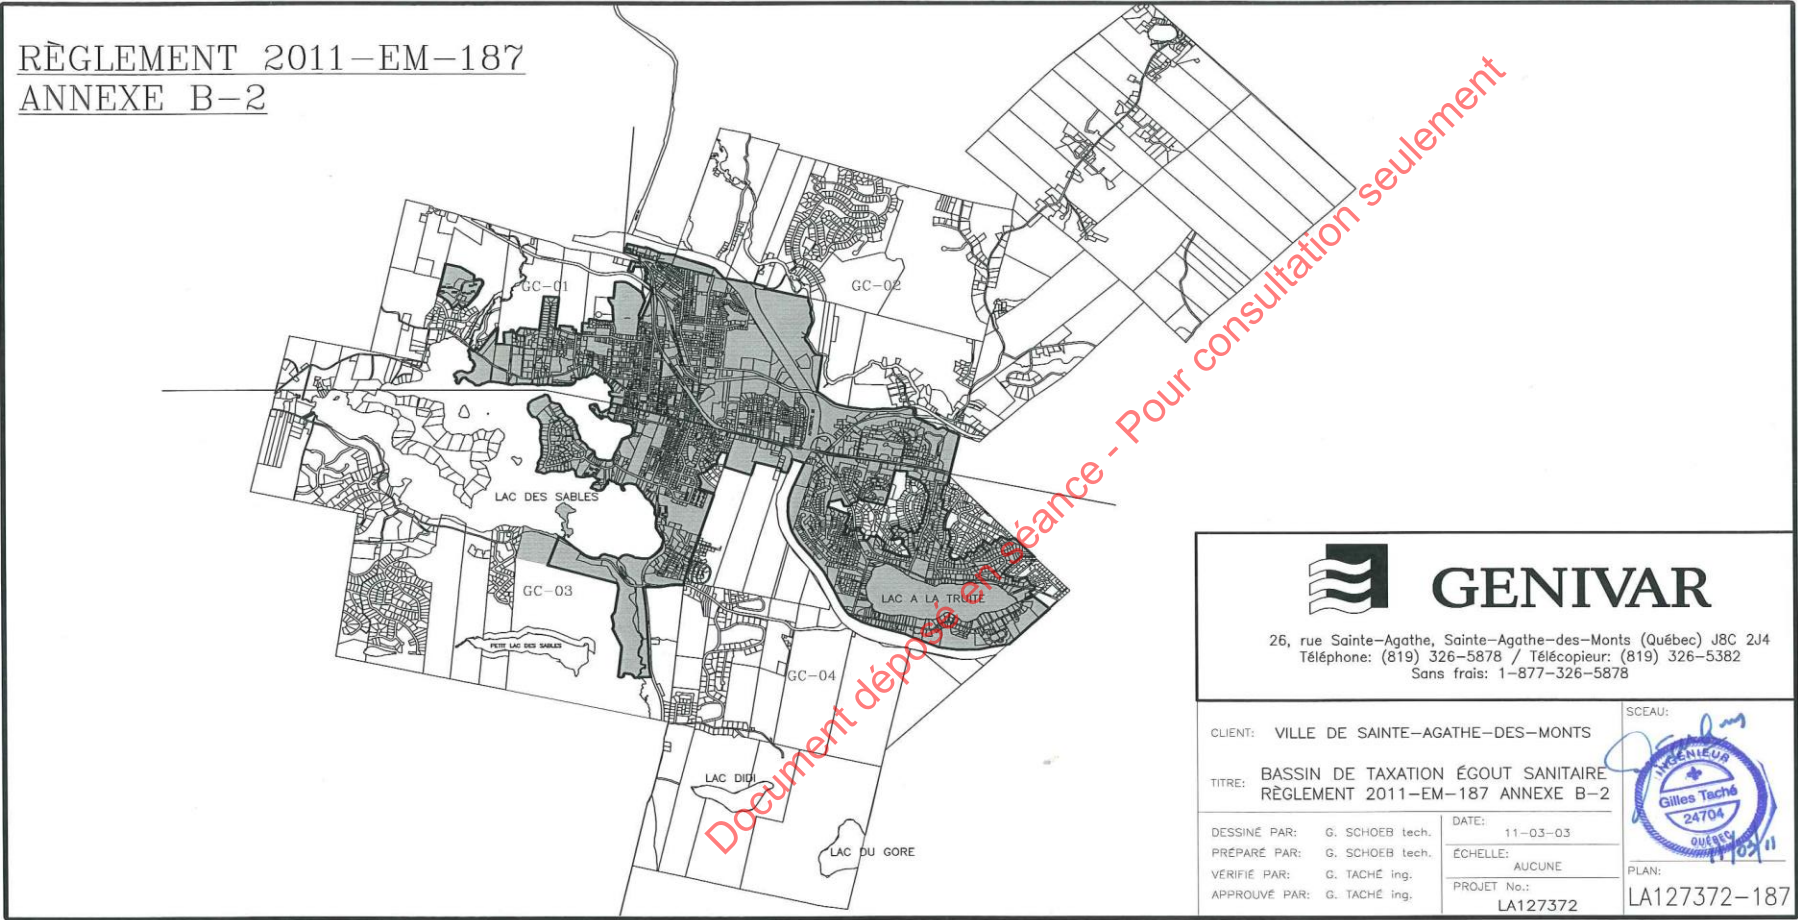 RÈGLEMENT 2011-EM-187
ANNEXE B-2
GC-01
GC-02
LAC DES SABLES
GC-03
PETIT LAC DES SABLES
LAC A LA TRUITE
GC-04
LAC DIDI
LAC DU GORE
Document déposé en séance - Pour consultation seulement
GENIVAR
26, rue Sainte-Agathe, Sainte-Agathe-des-Monts (Québec) J8C 2J4
Téléphone: (819) 326-5878 / Télécopieur: (819) 326-5382
Sans frais: 1-877-326-5878
CLIENT: VILLE DE SAINTE-AGATHE-DES-MONTS
TITRE: BASSIN DE TAXATION ÉGOUT SANITAIRE
RÈGLEMENT 2011-EM-187 ANNEXE B-2
DESSINÉ PAR: G. SCHOEB tech.
PRÉPARÉ PAR: G. SCHOEB tech.
VÉRIFIÉ PAR: G. TACHÉ ing.
APPROUVÉ PAR: G. TACHÉ ing.
DATE:
11-03-03
ÉCHELLE:
AUCUNE
PROJET No.:
LA127372
SCEAU:
INGÉNIEUR
Gilles Taché
24704
QUÉBEC
PLAN:
LA127372-187